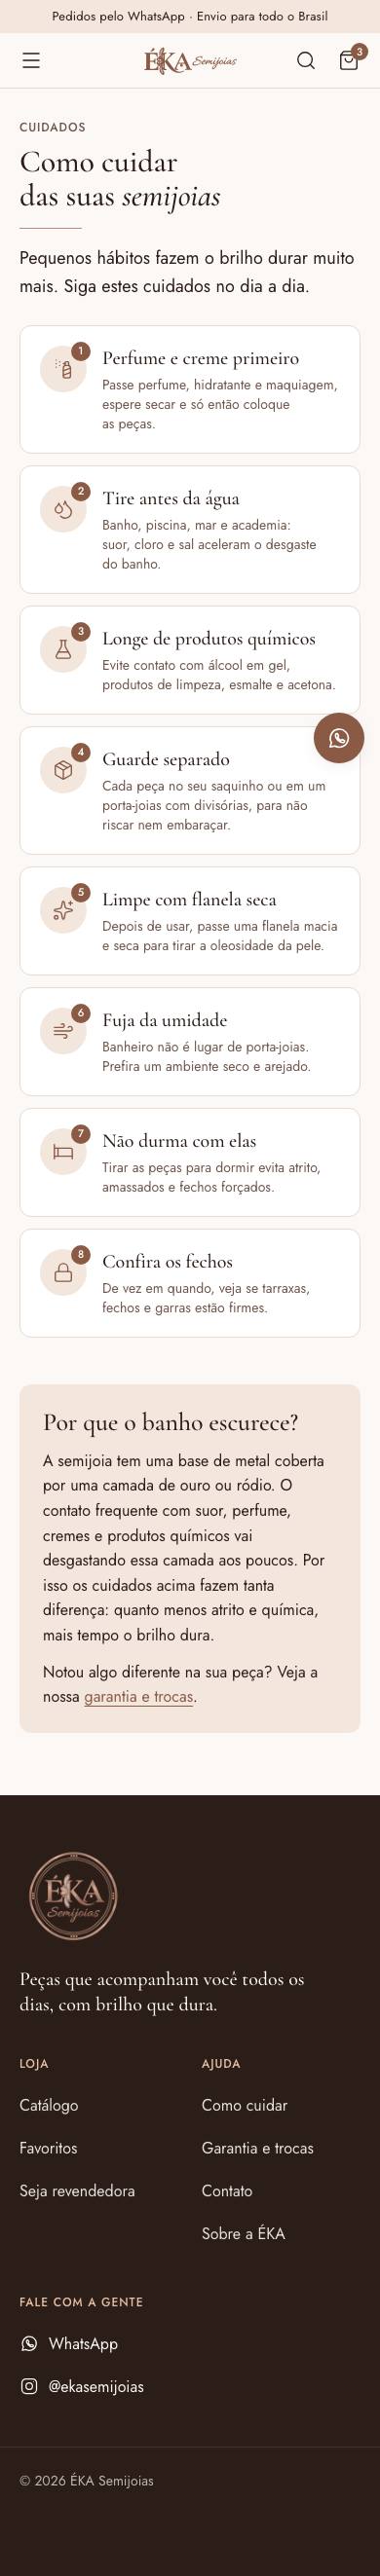 Pedidos pelo WhatsApp · Envio para todo o Brasil
ÉKA Semijoias
3
CUIDADOS
Como cuidar
das suas semijoias
Pequenos hábitos fazem o brilho durar muito
mais. Siga estes cuidados no dia a dia.
1
Perfume e creme primeiro
Passe perfume, hidratante e maquiagem,
espere secar e só então coloque
as peças.
2
Tire antes da água
Banho, piscina, mar e academia:
suor, cloro e sal aceleram o desgaste
do banho.
3
Longe de produtos químicos
Evite contato com álcool em gel,
produtos de limpeza, esmalte e acetona.
4
Guarde separado
Cada peça no seu saquinho ou em um
porta-joias com divisórias, para não
riscar nem embaraçar.
5
Limpe com flanela seca
Depois de usar, passe uma flanela macia
e seca para tirar a oleosidade da pele.
6
Fuja da umidade
Banheiro não é lugar de porta-joias.
Prefira um ambiente seco e arejado.
7
Não durma com elas
Tirar as peças para dormir evita atrito,
amassados e fechos forçados.
8
Confira os fechos
De vez em quando, veja se tarraxas,
fechos e garras estão firmes.
Por que o banho escurece?
A semijoia tem uma base de metal coberta
por uma camada de ouro ou ródio. O
contato frequente com suor, perfume,
cremes e produtos químicos vai
desgastando essa camada aos poucos. Por
isso os cuidados acima fazem tanta
diferença: quanto menos atrito e química,
mais tempo o brilho dura.
Notou algo diferente na sua peça? Veja a
nossa garantia e trocas.
ÉKA
Semijoias
Peças que acompanham você todos os
dias, com brilho que dura.
LOJA
Catálogo
Favoritos
Seja revendedora
AJUDA
Como cuidar
Garantia e trocas
Contato
Sobre a ÉKA
FALE COM A GENTE
WhatsApp
@ekasemijoias
© 2026 ÉKA Semijoias